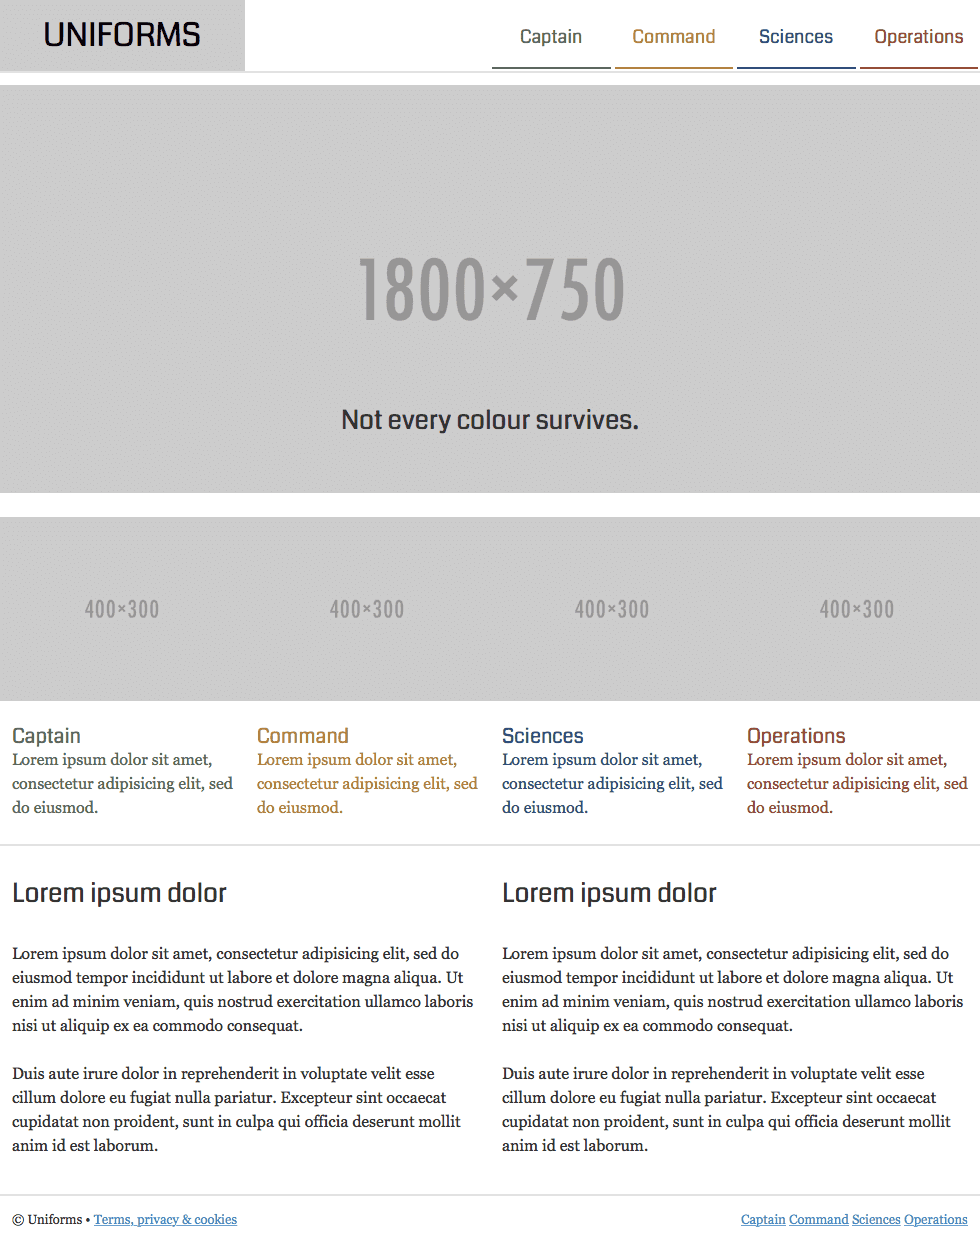 UNIFORMS
Captain Command Sciences Operations
1800×750
Not every colour survives.
400×300 400×300 400×300 400×300
Captain
Lorem ipsum dolor sit amet,
consectetur adipisicing elit, sed
do eiusmod.
Command
Lorem ipsum dolor sit amet,
consectetur adipisicing elit, sed
do eiusmod.
Sciences
Lorem ipsum dolor sit amet,
consectetur adipisicing elit, sed
do eiusmod.
Operations
Lorem ipsum dolor sit amet,
consectetur adipisicing elit, sed
do eiusmod.
Lorem ipsum dolor
Lorem ipsum dolor sit amet, consectetur adipisicing elit, sed do
eiusmod tempor incididunt ut labore et dolore magna aliqua. Ut
enim ad minim veniam, quis nostrud exercitation ullamco laboris
nisi ut aliquip ex ea commodo consequat.
Duis aute irure dolor in reprehenderit in voluptate velit esse
cillum dolore eu fugiat nulla pariatur. Excepteur sint occaecat
cupidatat non proident, sunt in culpa qui officia deserunt mollit
anim id est laborum.
Lorem ipsum dolor
Lorem ipsum dolor sit amet, consectetur adipisicing elit, sed do
eiusmod tempor incididunt ut labore et dolore magna aliqua. Ut
enim ad minim veniam, quis nostrud exercitation ullamco laboris
nisi ut aliquip ex ea commodo consequat.
Duis aute irure dolor in reprehenderit in voluptate velit esse
cillum dolore eu fugiat nulla pariatur. Excepteur sint occaecat
cupidatat non proident, sunt in culpa qui officia deserunt mollit
anim id est laborum.
© Uniforms • Terms, privacy & cookies
Captain Command Sciences Operations